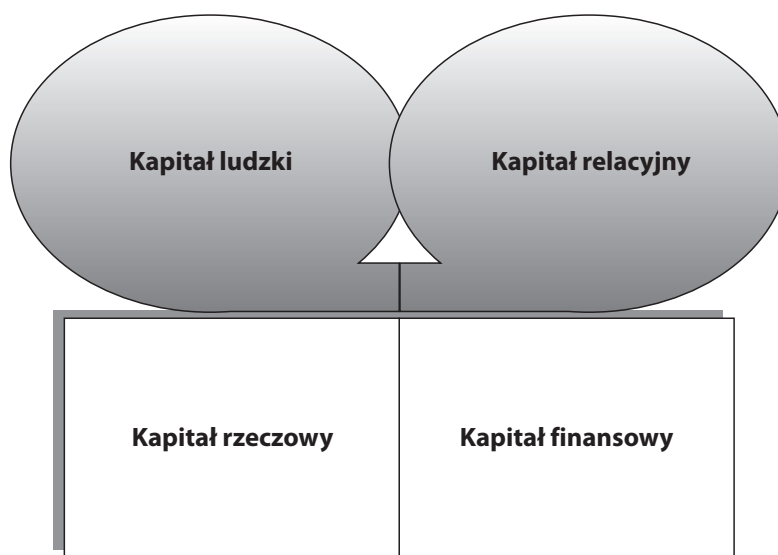 Kapitał ludzki
Kapitał relacyjny
Kapitał rzeczowy
Kapitał finansowy